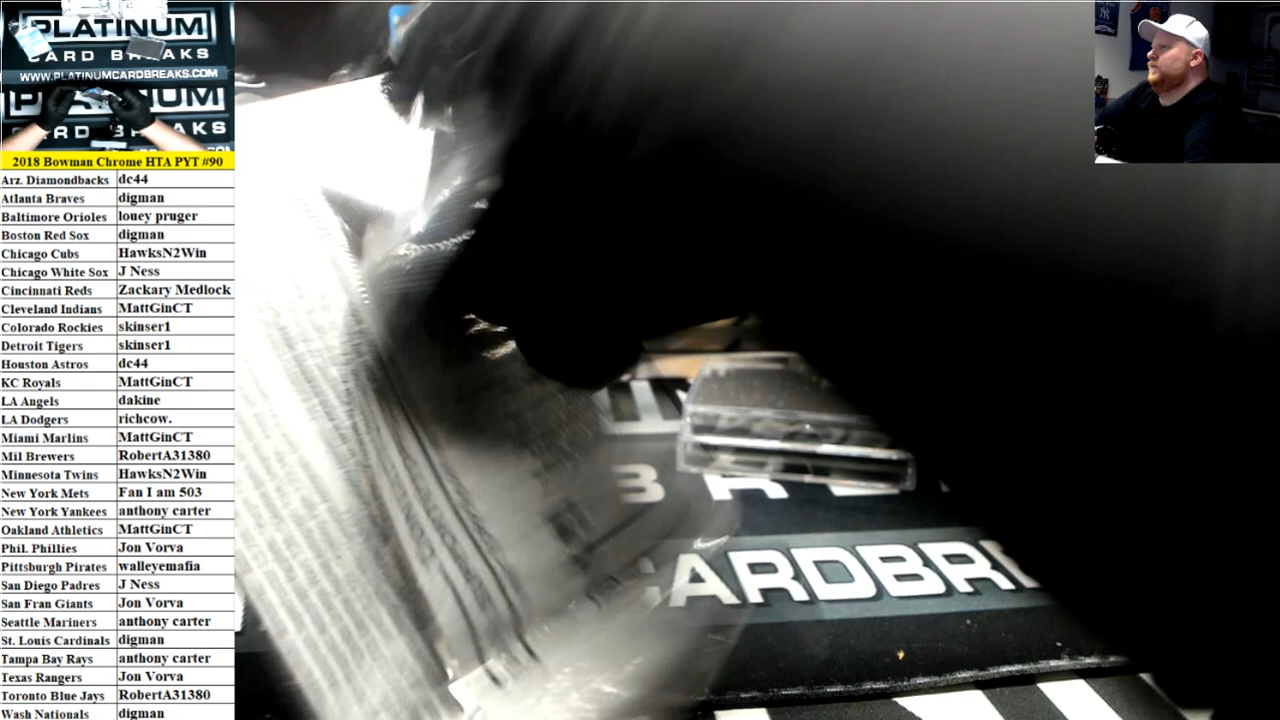 PLATINUM
CARD BREAKS
WWW.PLATINUMCARDBREAKS.COM
2018 Bowman Chrome HTA PYT #90
Arz. Diamondbacks dc44
Atlanta Braves digman
Baltimore Orioles louey pruger
Boston Red Sox digman
Chicago Cubs HawksN2Win
Chicago White Sox J Ness
Cincinnati Reds Zackary Medlock
Cleveland Indians MattGinCT
Colorado Rockies skinser1
Detroit Tigers skinser1
Houston Astros dc44
KC Royals MattGinCT
LA Angels dakine
LA Dodgers richcow.
Miami Marlins MattGinCT
Mil Brewers RobertA31380
Minnesota Twins HawksN2Win
New York Mets Fan I am 503
New York Yankees anthony carter
Oakland Athletics MattGinCT
Phil. Phillies Jon Vorva
Pittsburgh Pirates walleyemafia
San Diego Padres J Ness
San Fran Giants Jon Vorva
Seattle Mariners anthony carter
St. Louis Cardinals digman
Tampa Bay Rays anthony carter
Texas Rangers Jon Vorva
Toronto Blue Jays RobertA31380
Wash Nationals digman
CARDBRE